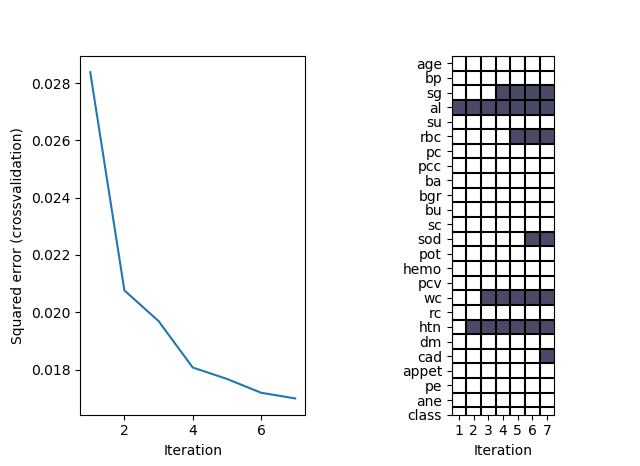 0.028
0.026
0.024
0.022
0.020
0.018
Squared error (crossvalidation)
2 4 6
Iteration
age
bp
sg
al
su
rbc
pc
pcc
ba
bgr
bu
sc
sod
pot
hemo
pcv
wc
rc
htn
dm
cad
appet
pe
ane
class
1 2 3 4 5 6 7
Iteration